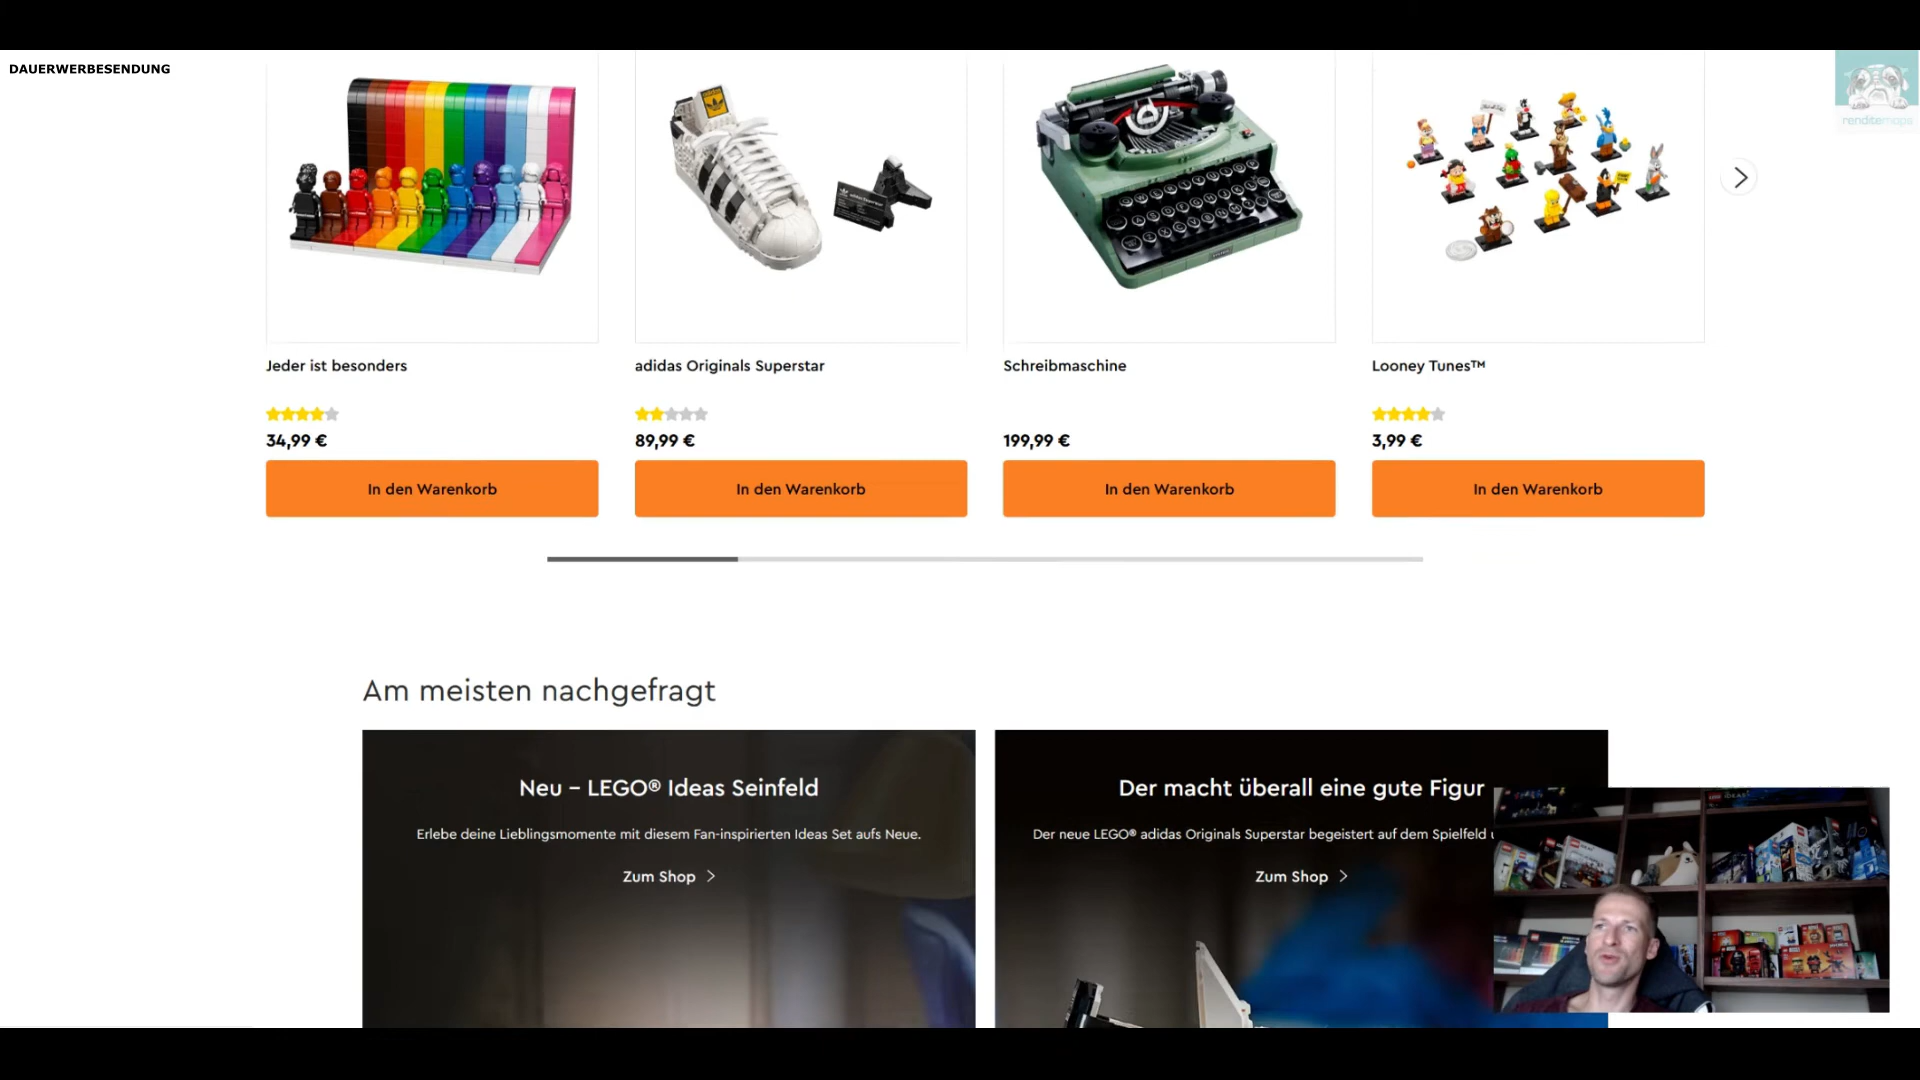 DAUERWERBESENDUNG
renditemops
Jeder ist besonders
adidas Originals Superstar
Schreibmaschine
Looney Tunes™
34,99 €
89,99 €
199,99 €
3,99 €
In den Warenkorb
In den Warenkorb
In den Warenkorb
In den Warenkorb
Am meisten nachgefragt
Neu – LEGO® Ideas Seinfeld
Erlebe deine Lieblingsmomente mit diesem Fan-inspirierten Ideas Set aufs Neue.
Zum Shop
Der macht überall eine gute Figur
Der neue LEGO® adidas Originals Superstar begeistert auf dem Spielfeld
Zum Shop